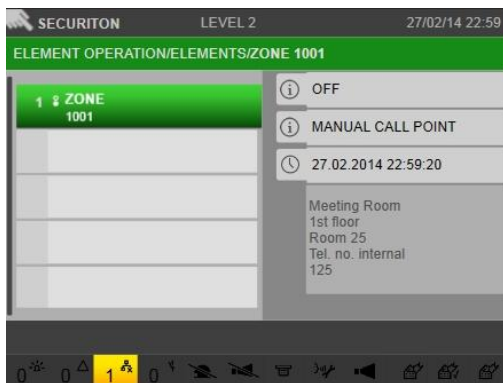 SECURITON LEVEL 2 27/02/14 22:59
ELEMENT OPERATION/ELEMENTS/ZONE 1001
1 ZONE
1001
OFF
MANUAL CALL POINT
27.02.2014 22:59:20
Meeting Room
1st floor
Room 25
Tel. no. internal
125
0 0 1 0